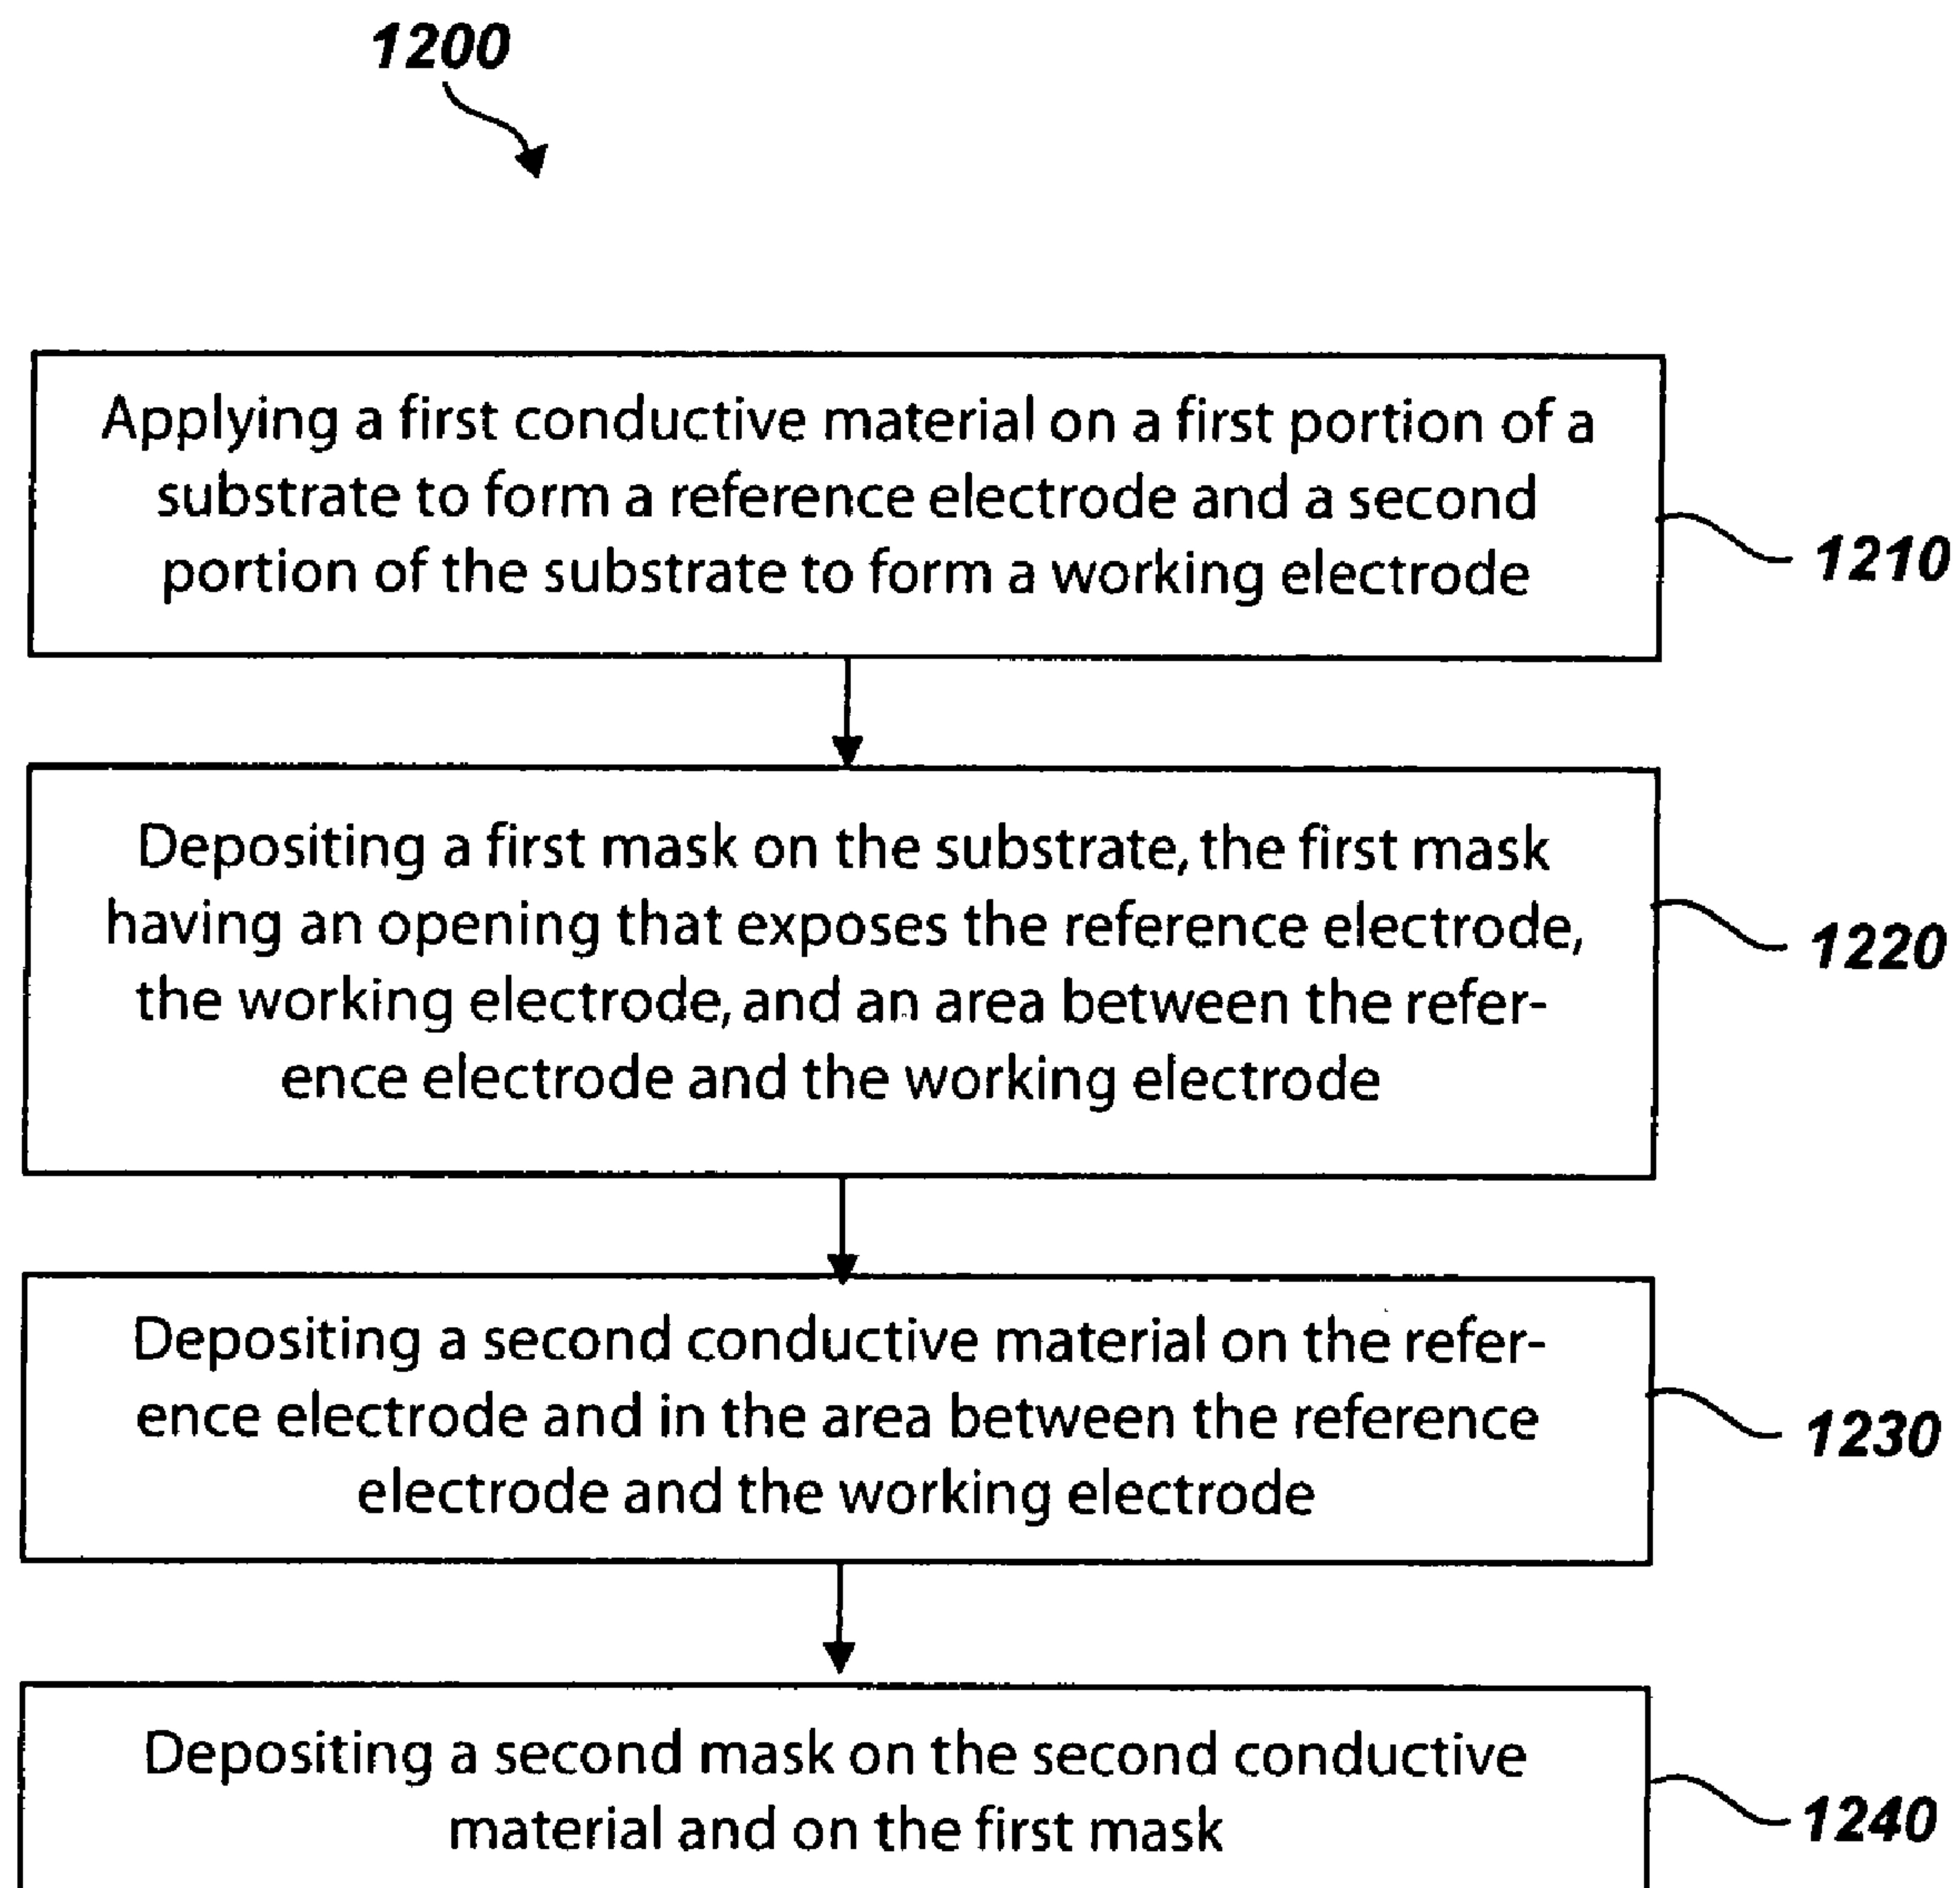 1200
Applying a first conductive material on a first portion of a
substrate to form a reference electrode and a second
portion of the substrate to form a working electrode
1210
Depositing a first mask on the substrate, the first mask
having an opening that exposes the reference electrode,
the working electrode, and an area between the refer-
ence electrode and the working electrode
1220
Depositing a second conductive material on the refer-
ence electrode and in the area between the reference
electrode and the working electrode
1230
Depositing a second mask on the second conductive
material and on the first mask
1240